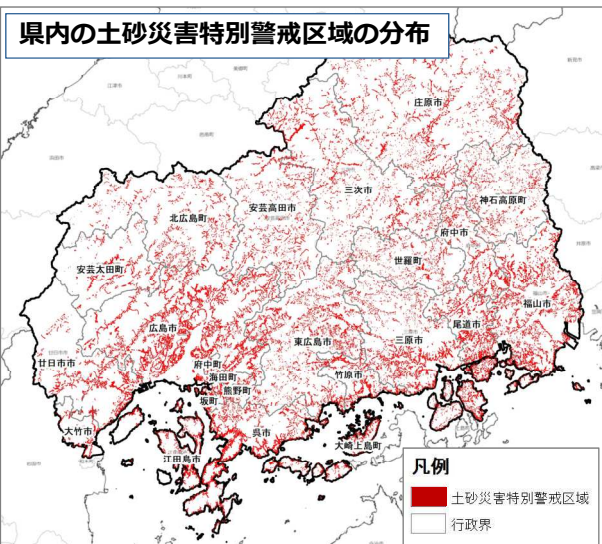 県内の土砂災害特別警戒区域の分布
庄原市
三次市
安芸高田市
北広島町
神石高原町
府中市
世羅町
安芸太田町
福山市
広島市
尾道市
東広島市
三原市
廿日市市
府中町
海田町
竹原市
熊野町
坂町
大竹市
呉市
大崎上島町
江田島市
凡例
土砂災害特別警戒区域
行政界